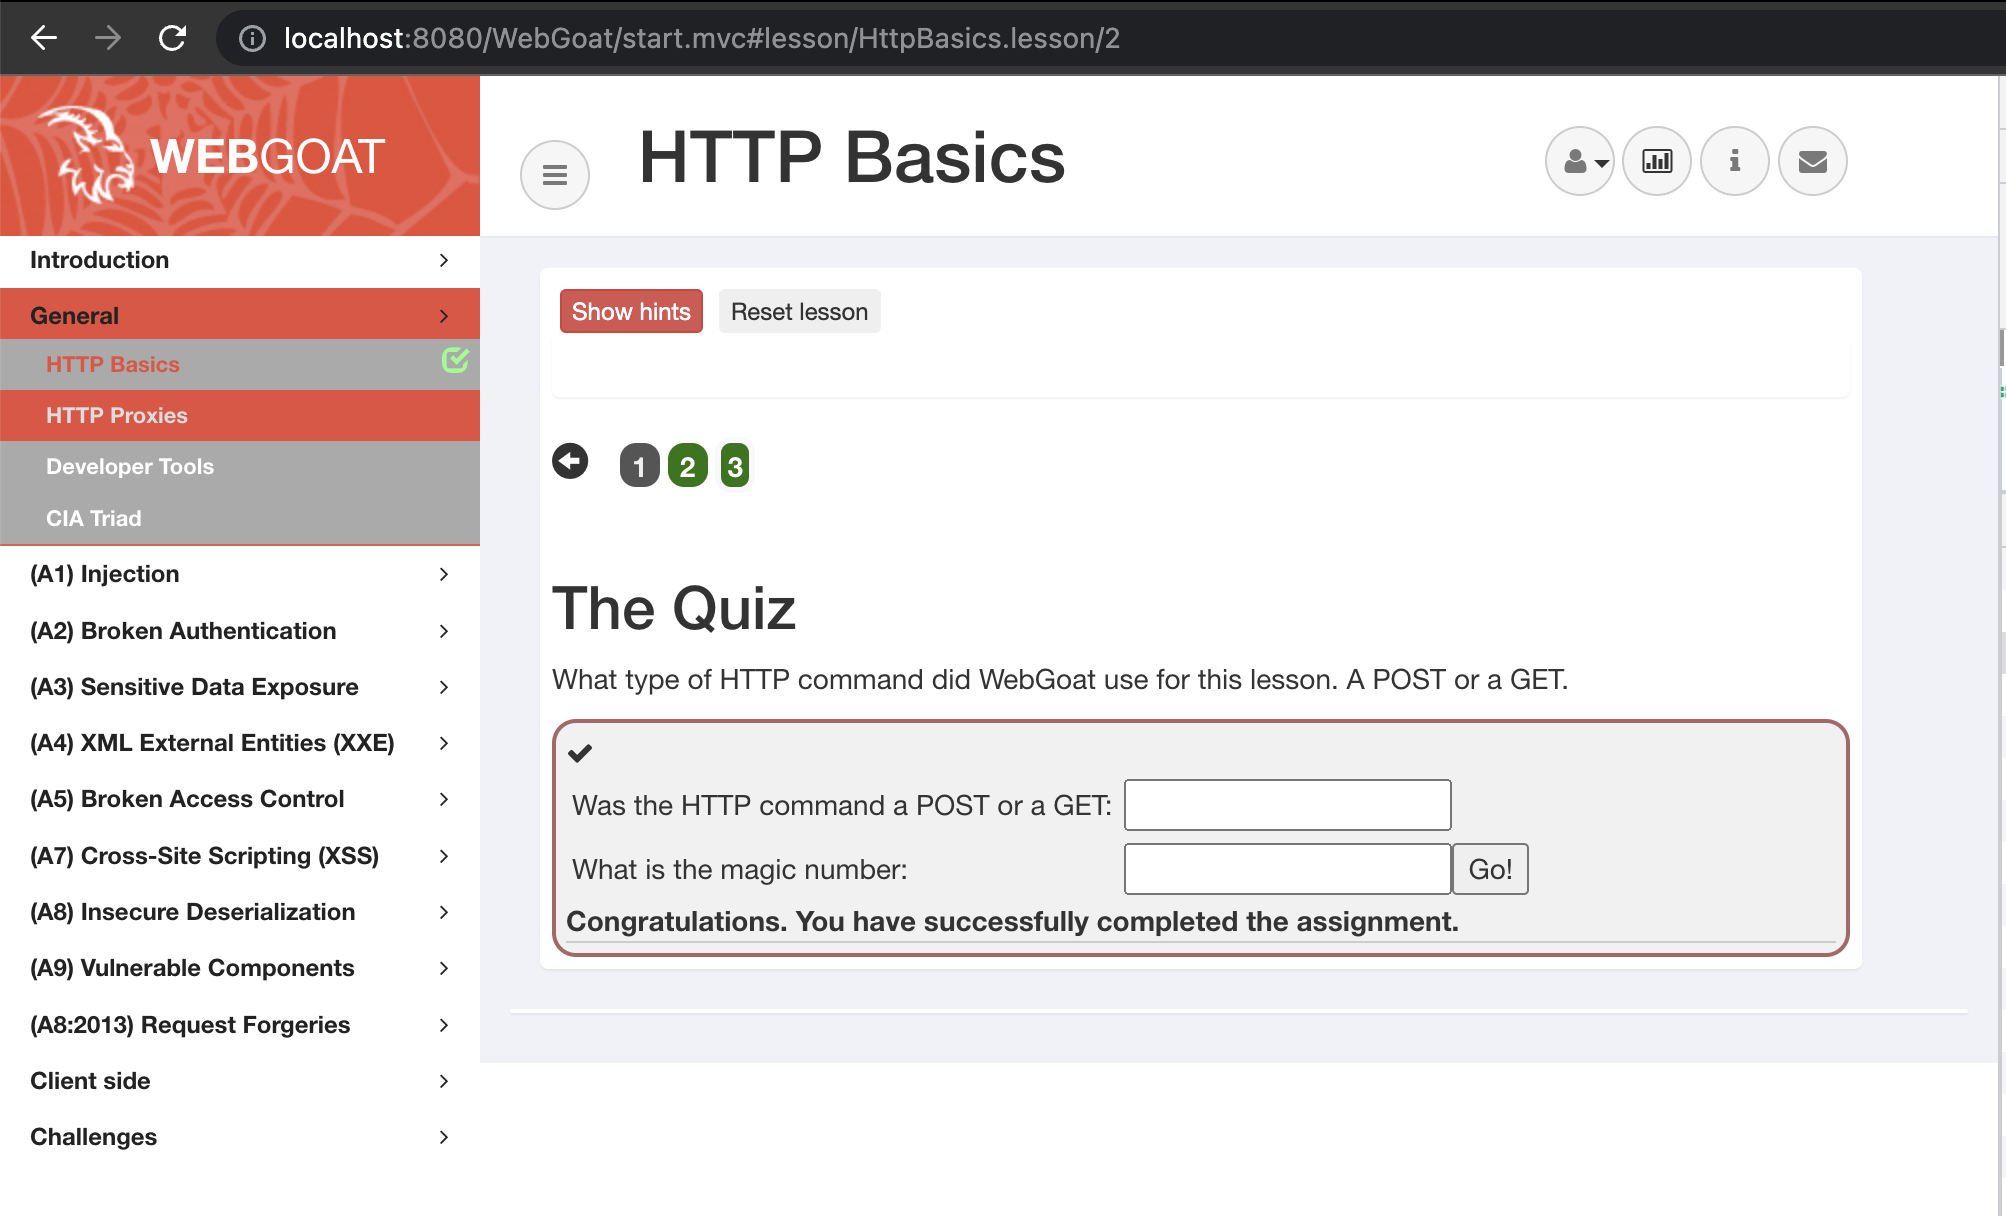 localhost:8080/WebGoat/start.mvc#lesson/HttpBasics.lesson/2
WEBGOAT
HTTP Basics
Introduction
General
HTTP Basics
HTTP Proxies
Developer Tools
CIA Triad
(A1) Injection
(A2) Broken Authentication
(A3) Sensitive Data Exposure
(A4) XML External Entities (XXE)
(A5) Broken Access Control
(A7) Cross-Site Scripting (XSS)
(A8) Insecure Deserialization
(A9) Vulnerable Components
(A8:2013) Request Forgeries
Client side
Challenges
Show hints Reset lesson
1 2 3
The Quiz
What type of HTTP command did WebGoat use for this lesson. A POST or a GET.
Was the HTTP command a POST or a GET:
What is the magic number: Go!
Congratulations. You have successfully completed the assignment.